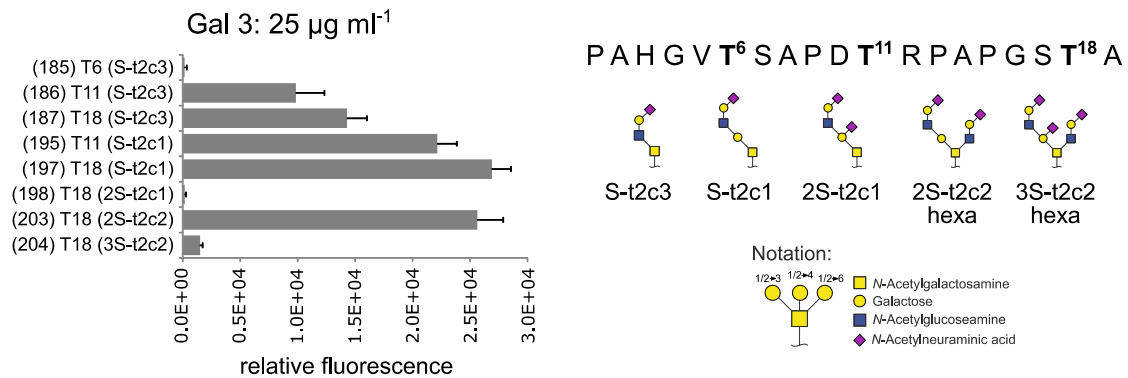 Gal 3: 25 µg ml-1
(185) T6 (S-t2c3)
(186) T11 (S-t2c3)
(187) T18 (S-t2c3)
(195) T11 (S-t2c1)
(197) T18 (S-t2c1)
(198) T18 (2S-t2c1)
(203) T18 (2S-t2c2)
(204) T18 (3S-t2c2)
0.0E+00
0.5E+04
1.0E+04
1.5E+04
2.0E+04
2.5E+04
3.0E+04
relative fluorescence
P A H G V T6 S A P D T11 R P A P G S T18 A
S-t2c3 S-t2c1 2S-t2c1 2S-t2c2 3S-t2c2
hexa hexa
Notation:
1/2→3 1/2→4 1/2→6
N-Acetylgalactosamine
Galactose
N-Acetylglucoseamine
N-Acetylneuraminic acid